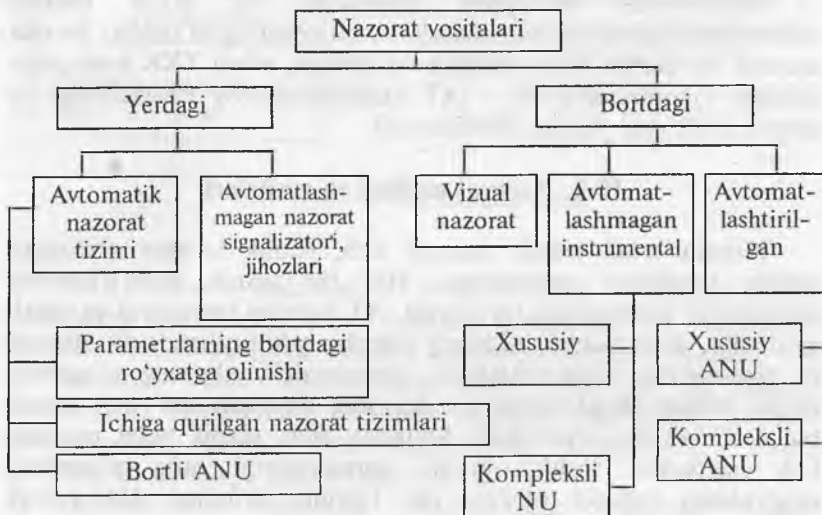 Nazorat vositalari
Yerdagi
Bortdagi
Avtomatik
nazorat
tizimi
Avtomatlash-
magan nazorat
signalizatori,
jihozlari
Vizual
nazorat
Avtomat-
lashmagan
instrumental
Avtomat-
lashtiril-
gan
Parametrlarning bortdagi
ro‘yxatga olinishi
Xususiy
Xususiy
ANU
Ichiga qurilgan nazorat tizimlari
Bortli ANU
Kompleksli
NU
Kompleksli
ANU